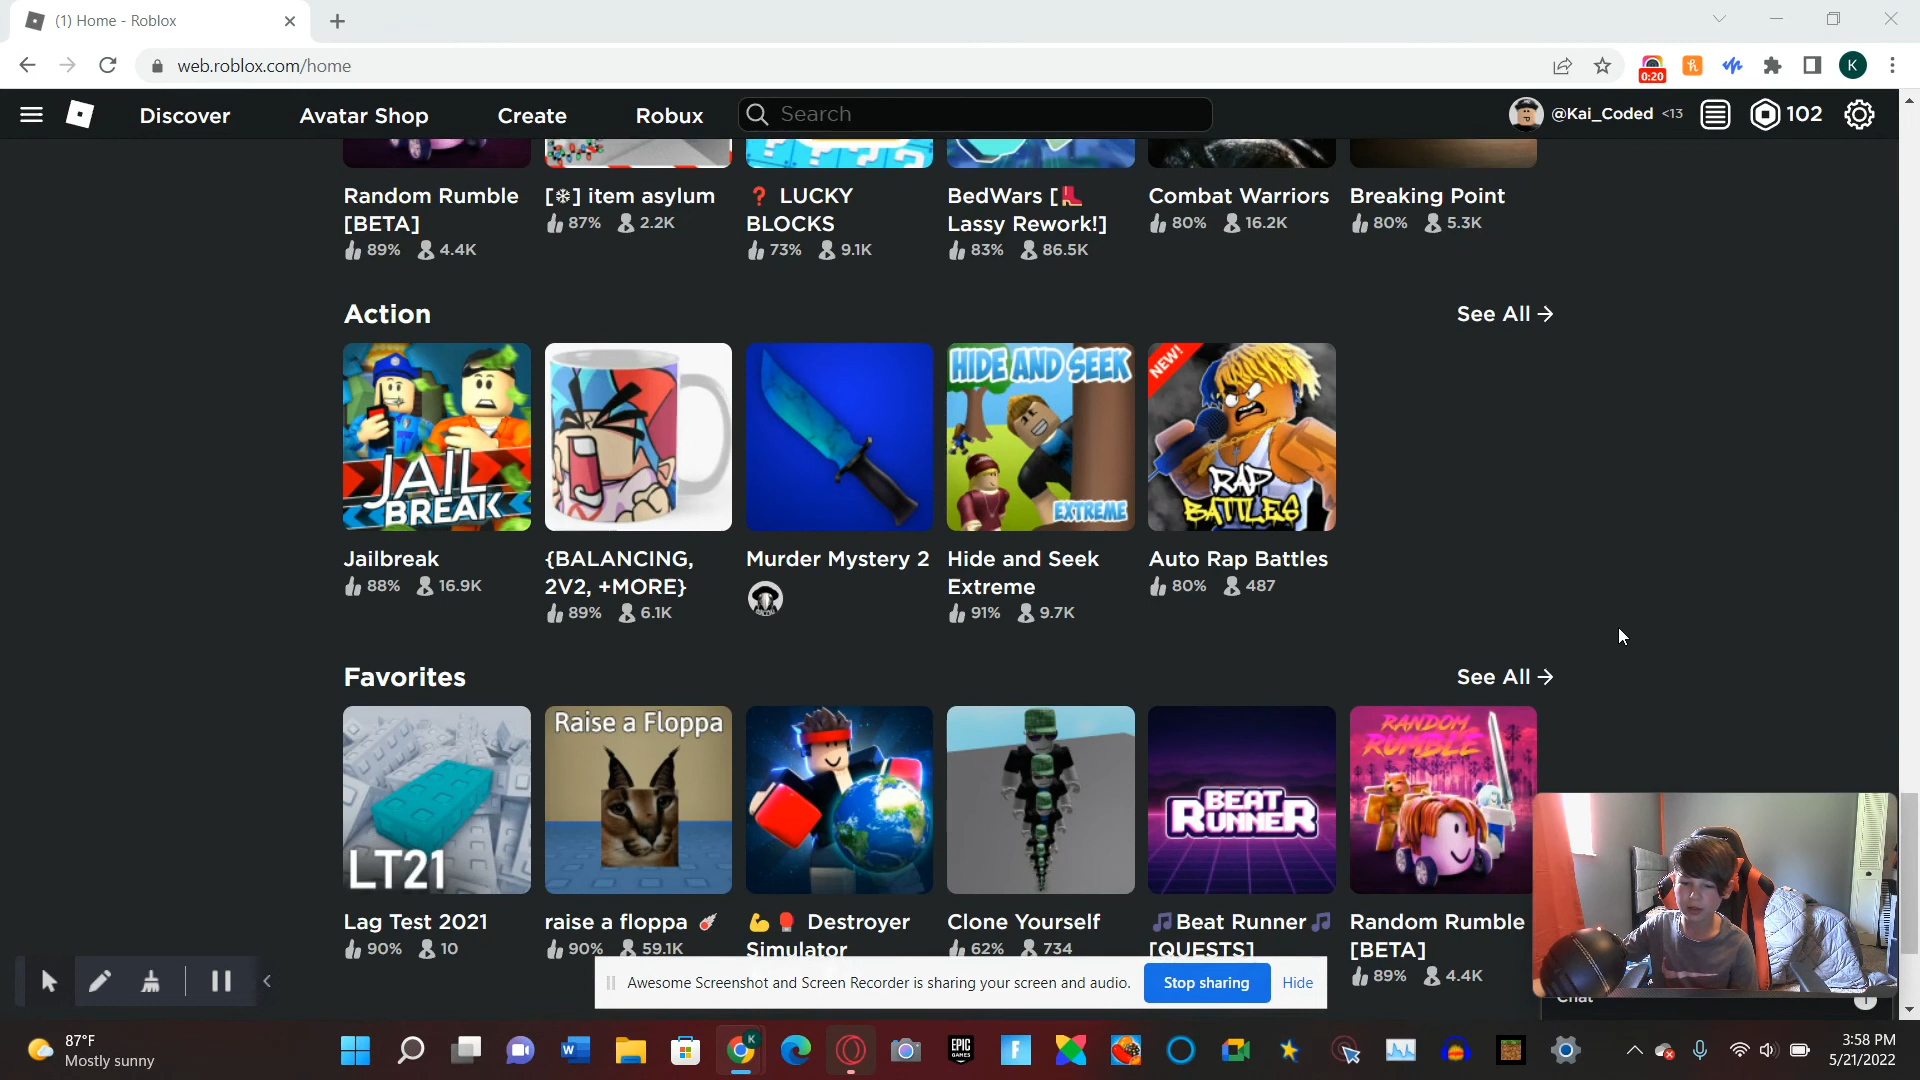 (1) Home - Roblox
web.roblox.com/home
0:20
K
Discover
Avatar Shop
Create
Robux
Search
@Kai_Coded <13
102
Random Rumble [BETA]
89% 4.4K
[❄] item asylum
87% 2.2K
❓ LUCKY BLOCKS
73% 9.1K
BedWars [👢 Lassy Rework!]
83% 86.5K
Combat Warriors
80% 16.2K
Breaking Point
80% 5.3K
Action
See All →
JAIL
BREAK
HIDE AND SEEK
EXTREME
NEW!
RAP
BATTLES
Jailbreak
88% 16.9K
{BALANCING,
2V2, +MORE}
89% 6.1K
Murder Mystery 2
Hide and Seek
Extreme
91% 9.7K
Auto Rap Battles
80% 487
Favorites
See All →
LT21
Raise a Floppa
BEAT
RUNNER
RANDOM
RUMBLE
Lag Test 2021
90% 10
raise a floppa ☄
90% 59.1K
💪🥊 Destroyer
Simulator
Clone Yourself
62% 734
🎵Beat Runner🎵
[QUESTS]
Random Rumble
[BETA]
89% 4.4K
Chat
Awesome Screenshot and Screen Recorder is sharing your screen and audio.
Stop sharing
Hide
87°F
Mostly sunny
K
W
EPIC
GAMES
3:58 PM
5/21/2022